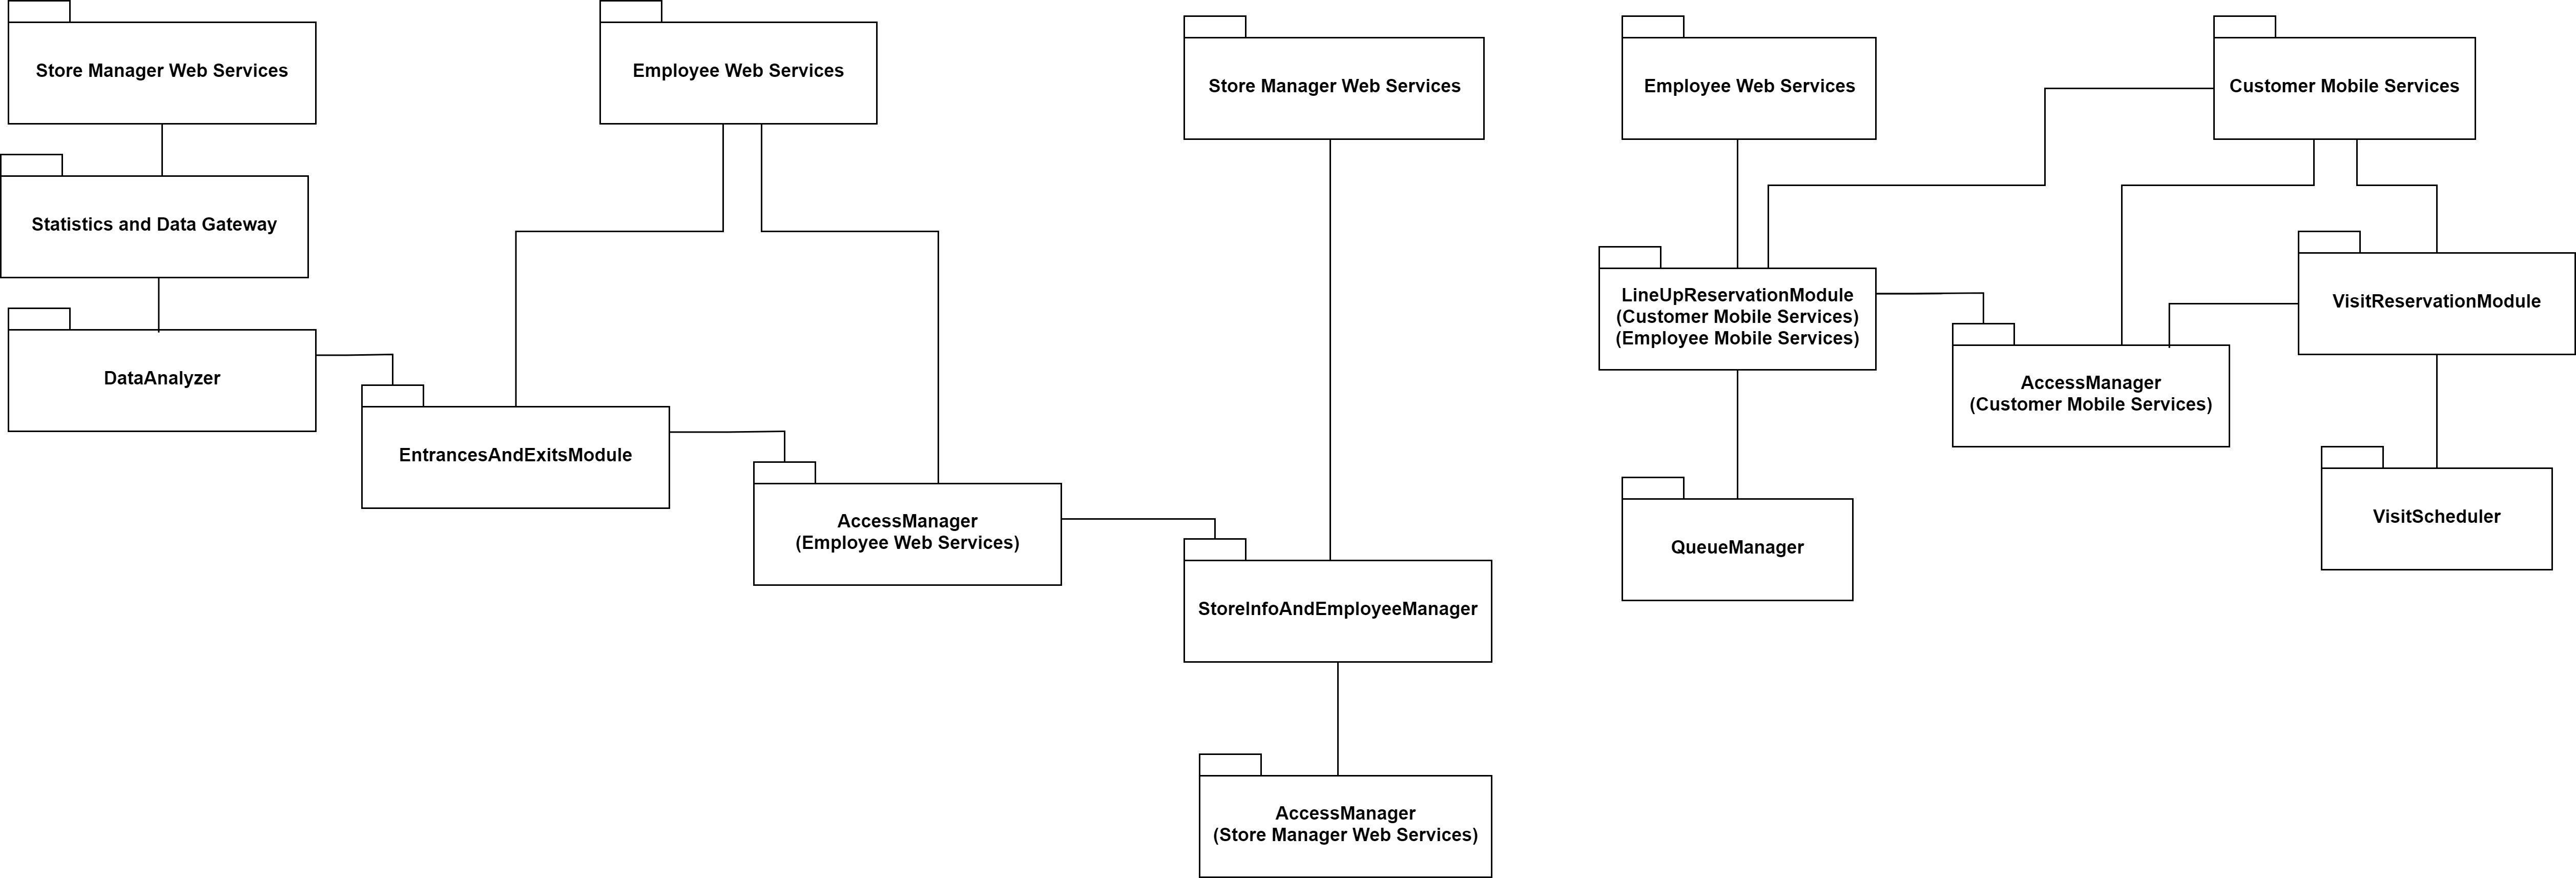 Store Manager Web Services
Employee Web Services
Store Manager Web Services
Employee Web Services
Customer Mobile Services
Statistics and Data Gateway
LineUpReservationModule
(Customer Mobile Services)
(Employee Mobile Services)
VisitReservationModule
DataAnalyzer
AccessManager
(Customer Mobile Services)
EntrancesAndExitsModule
AccessManager
(Employee Web Services)
VisitScheduler
QueueManager
StoreInfoAndEmployeeManager
AccessManager
(Store Manager Web Services)